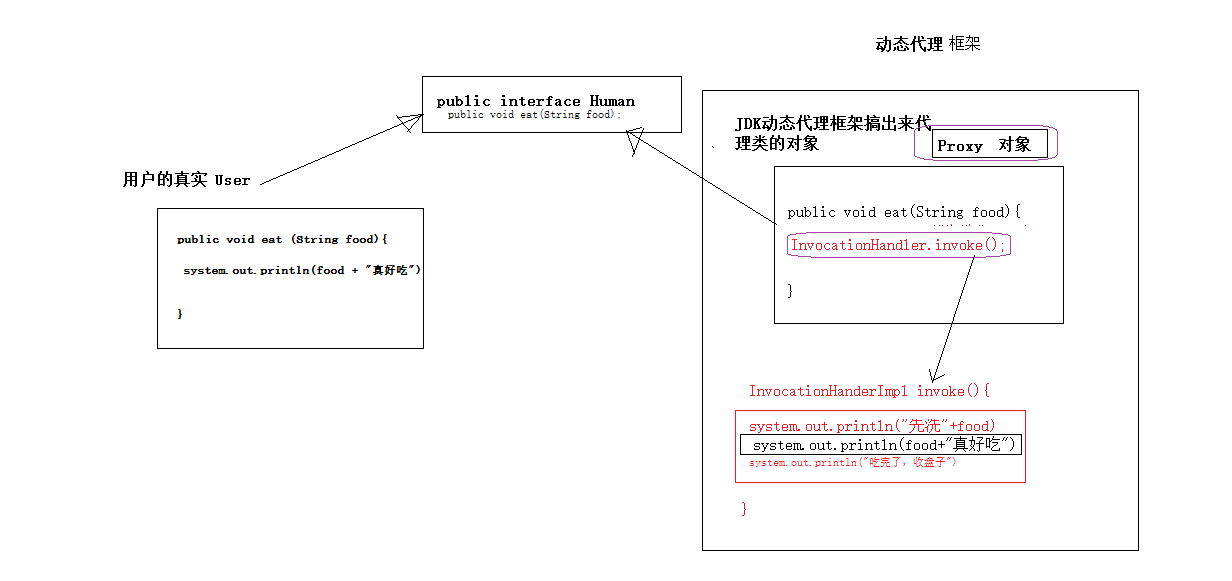 动态代理 框架
public interface Human
public void eat(String food);
JDK动态代理框架搞出来代
理类的对象
Proxy 对象
用户的真实 User
public void eat (String food){
system.out.println(food + "真好吃")
}
public void eat(String food){
InvocationHandler.invoke();
}
InvocationHanderImpl invoke(){
system.out.println("先洗"+food)
system.out.println(food+"真好吃")
system.out.println("吃完了，收盘子")
}